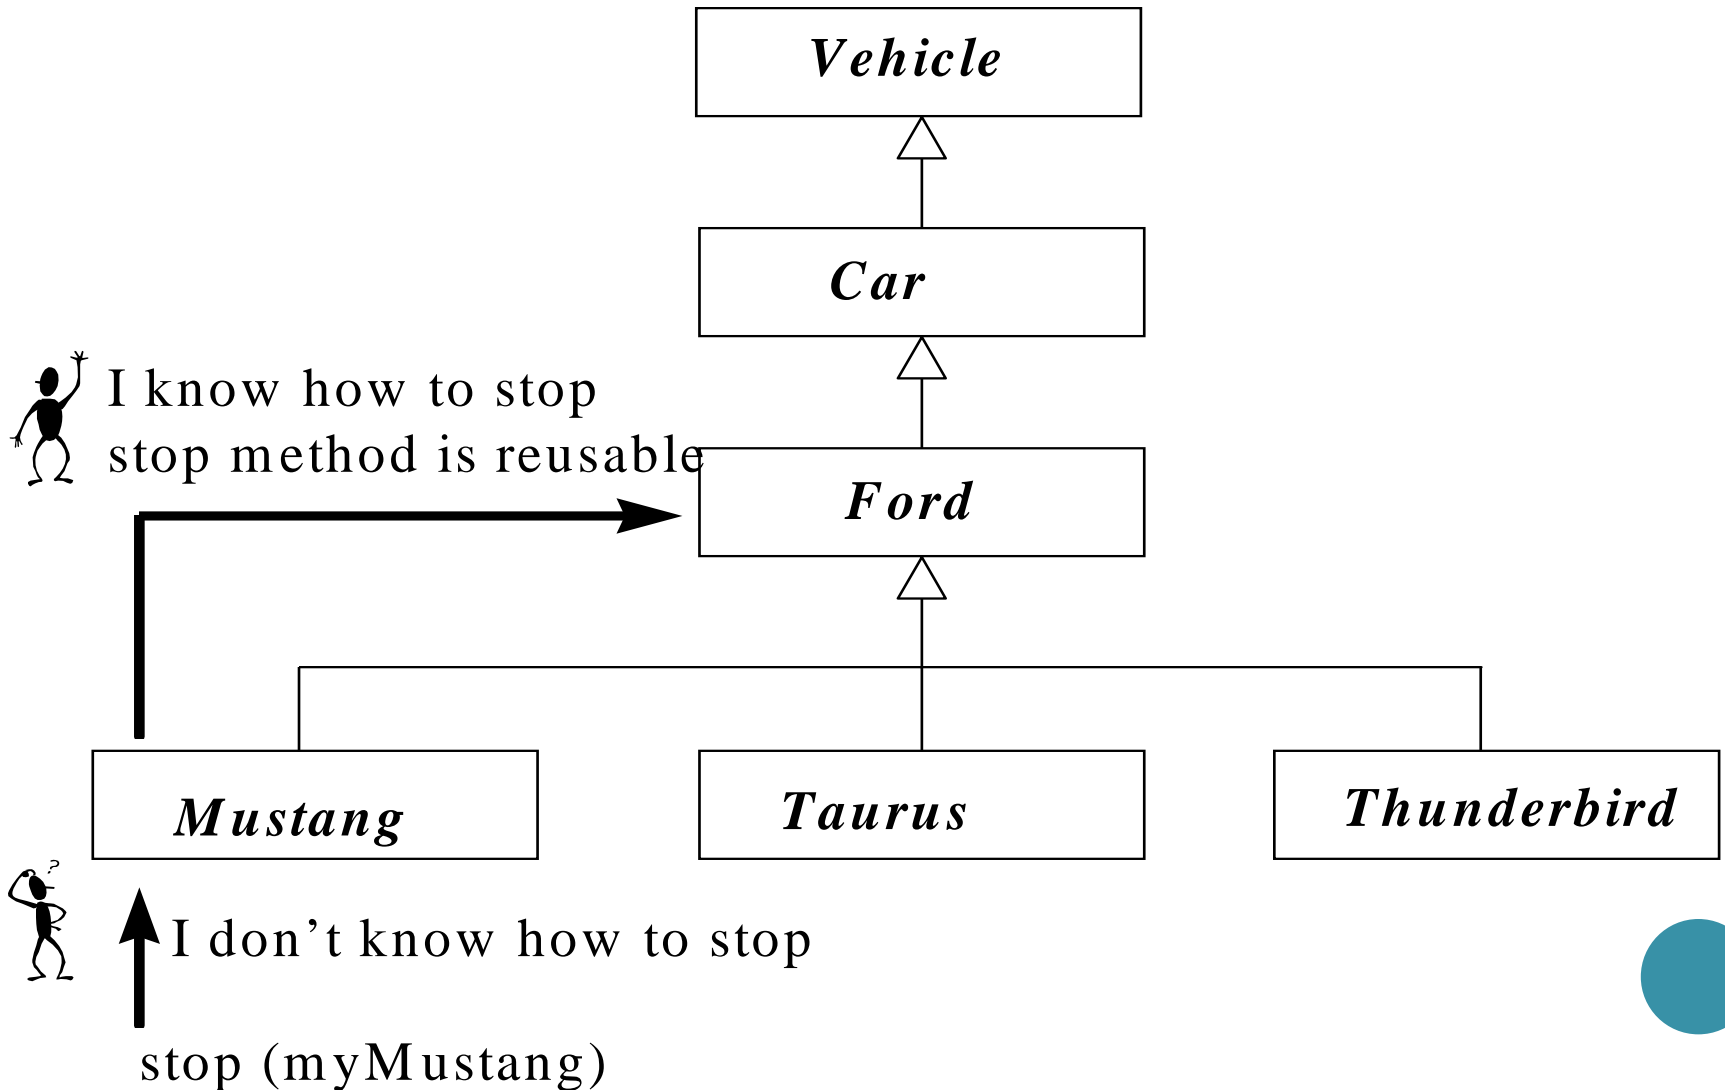 Vehicle
Car
I know how to stop
stop method is reusable
Ford
Mustang
Taurus
Thunderbird
?
I don’t know how to stop
stop (myMustang)